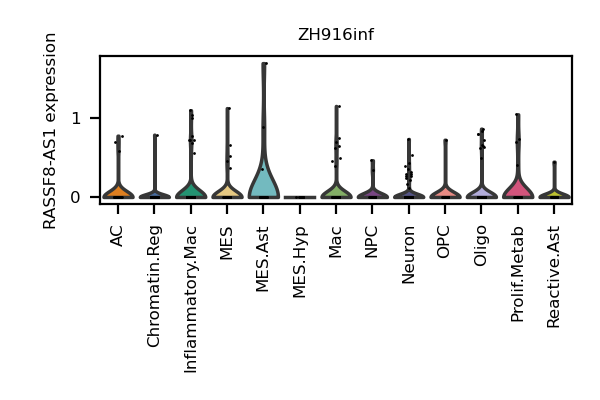 ZH916inf
RASSF8-AS1 expression
1
0
AC
Chromatin.Reg
Inflammatory.Mac
MES
MES.Ast
MES.Hyp
Mac
NPC
Neuron
OPC
Oligo
Prolif.Metab
Reactive.Ast